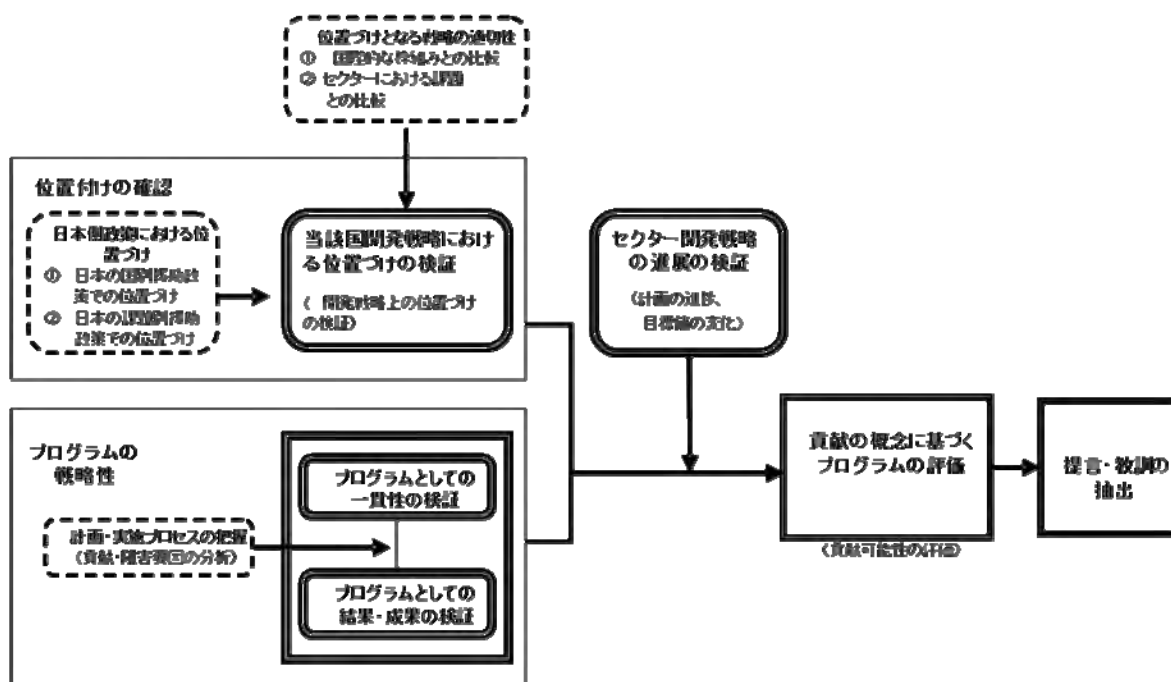 位置づけとなる戦略の適切性
① 国際的な枠組みとの比較
② セクターにおける課題
との比較
位置付けの確認
日本側政策における位
置づけ
① 日本の国別援助政
策での位置づけ
② 日本の課題別援助
政策での位置づけ
当該国開発戦略におけ
る位置づけの検証
( 開発戦略上の位置づけ
の検証)
セクター開発戦略
の進展の検証
(計画の進捗、
目標値の変化)
プログラムの
戦略性
計画・実施プロセスの把握
(貢献・障害要因の分析)
プログラムとしての
一貫性の検証
プログラムとしての
結果・成果の検証
貢献の概念に基づく
プログラムの評価
(貢献可能性の評価)
提言・教訓の
抽出